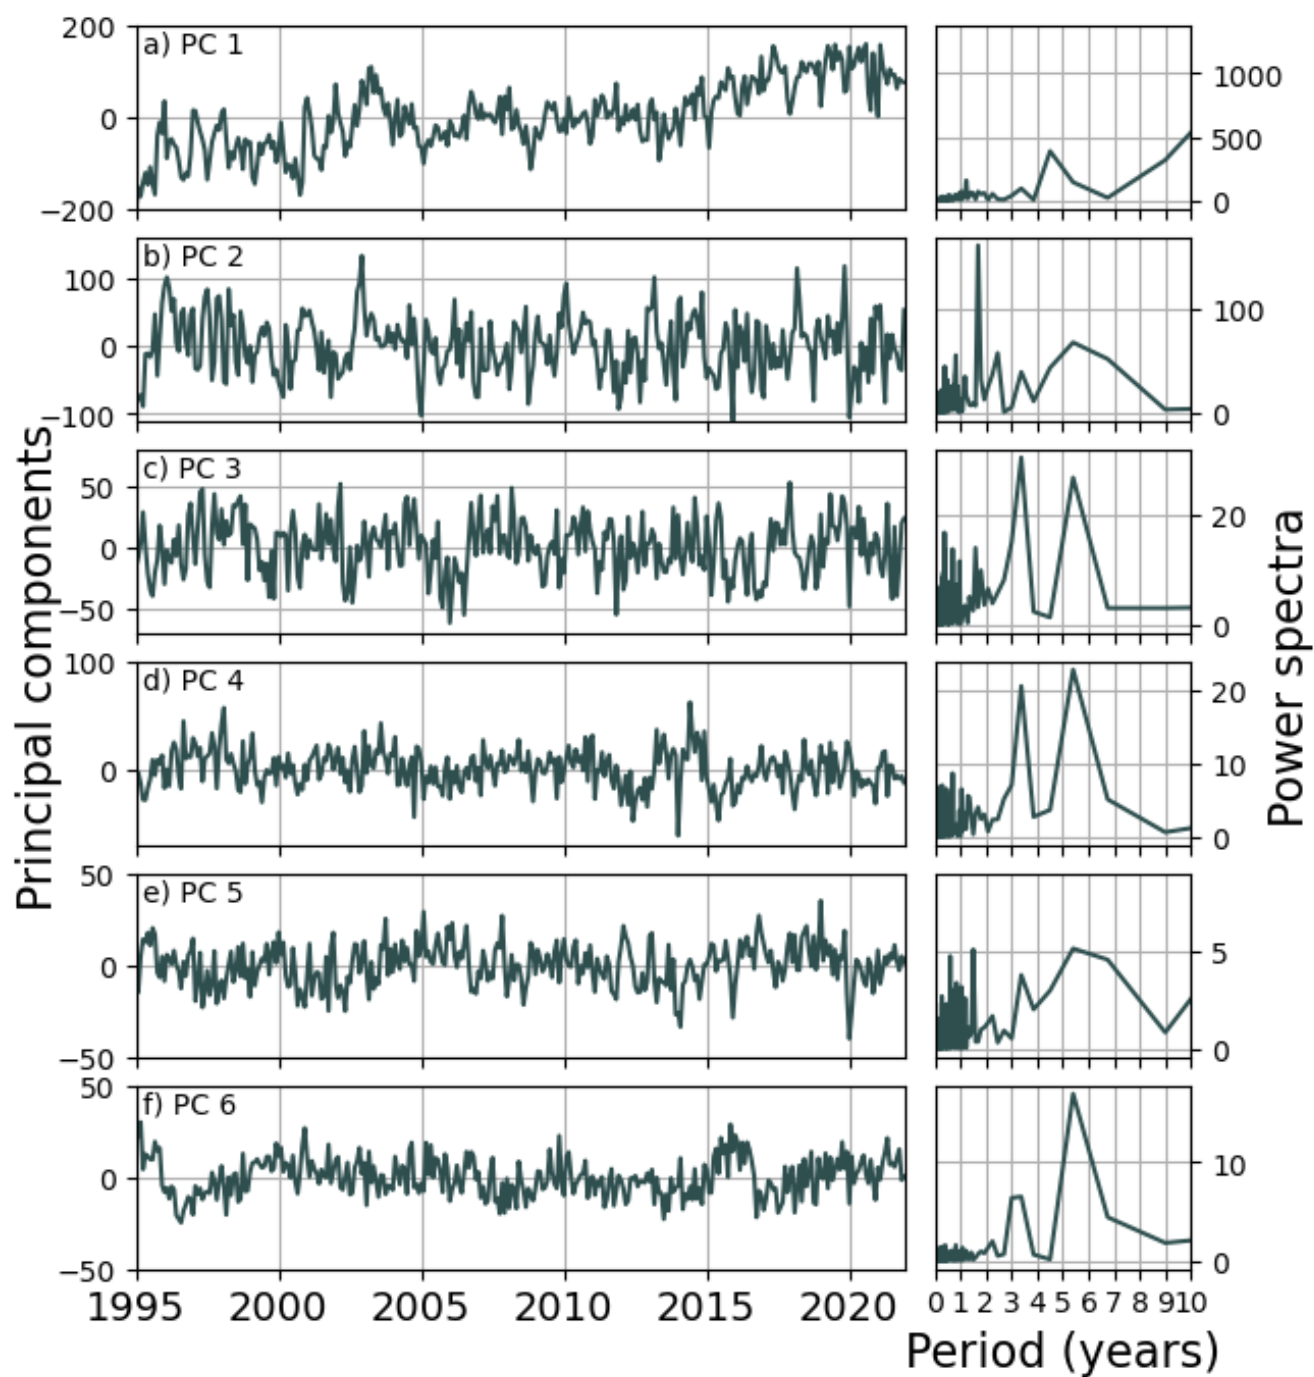 200
a) PC 1
0
−200
1000
500
0
b) PC 2
100
0
−100
100
0
c) PC 3
50
0
−50
20
0
d) PC 4
100
0
20
10
0
e) PC 5
50
0
−50
5
0
f) PC 6
50
0
−50
10
0
Principal components
Power spectra
1995 2000 2005 2010 2015 2020
0 1 2 3 4 5 6 7 8 9 10
Period (years)